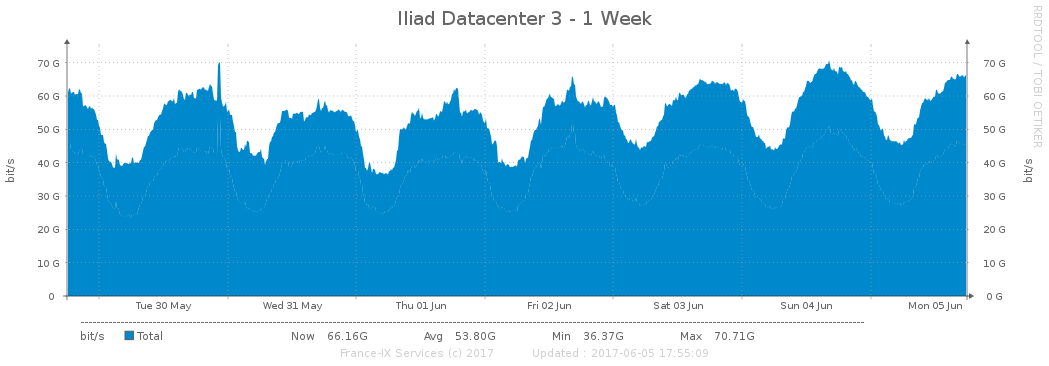 Iliad Datacenter 3 - 1 Week
RRDTOOL / TOBI OETIKER
bit/s
70 G
60 G
50 G
40 G
30 G
20 G
10 G
0
70 G
60 G
50 G
40 G
30 G
20 G
10 G
0 G
bit/s
Tue 30 May Wed 31 May Thu 01 Jun Fri 02 Jun Sat 03 Jun Sun 04 Jun Mon 05 Jun
bit/s Total Now 66.16G Avg 53.80G Min 36.37G Max 70.71G
France-IX Services (c) 2017 Updated : 2017-06-05 17:55:09